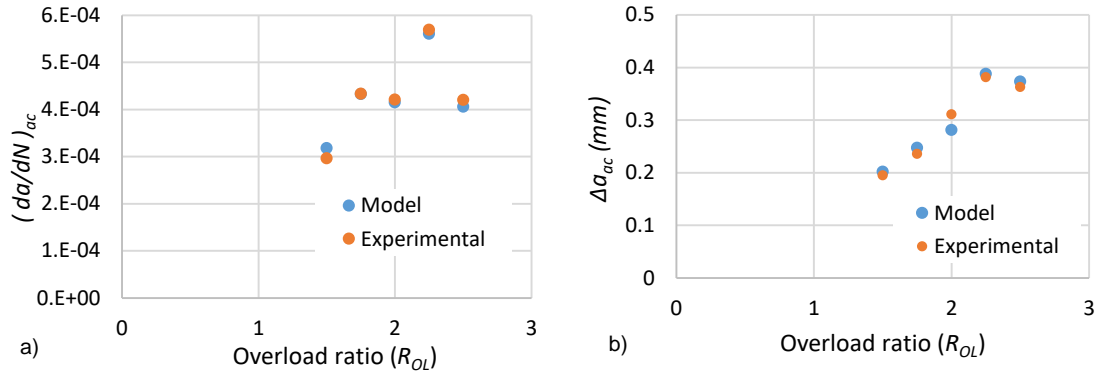 6.E-04
5.E-04
4.E-04
3.E-04
2.E-04
1.E-04
0.E+00
(da/dN)ac
0 1 2 3
Overload ratio (ROL)
Model
Experimental
a)
0.5
0.4
0.3
0.2
0.1
0
Δaac (mm)
0 1 2 3
Overload ratio (ROL)
Model
Experimental
b)